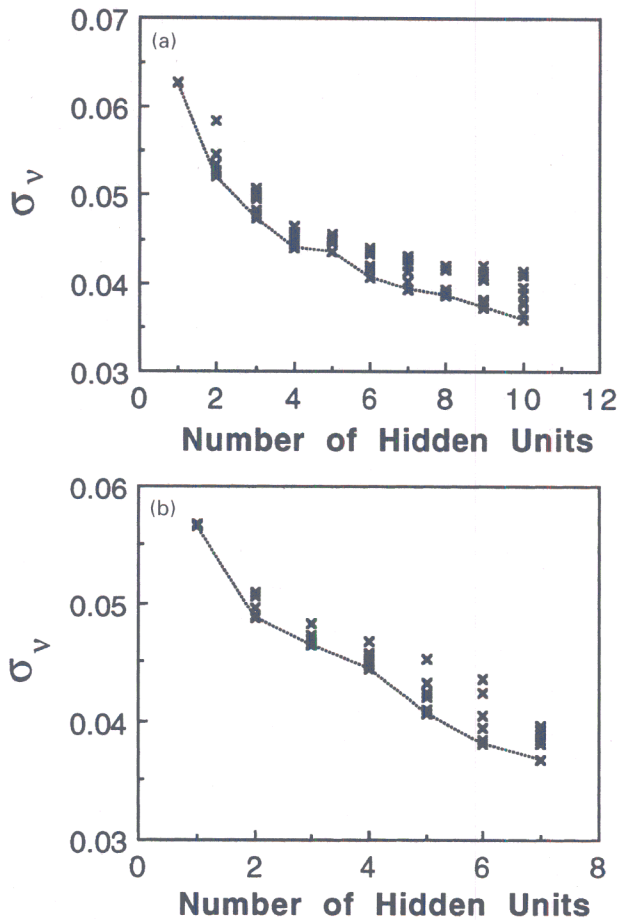 0.07
(a)
0.06
0.05
σν
0.04
0.03
0 2 4 6 8 10 12
Number of Hidden Units
0.06
(b)
0.05
σν
0.04
0.03
0 2 4 6 8
Number of Hidden Units